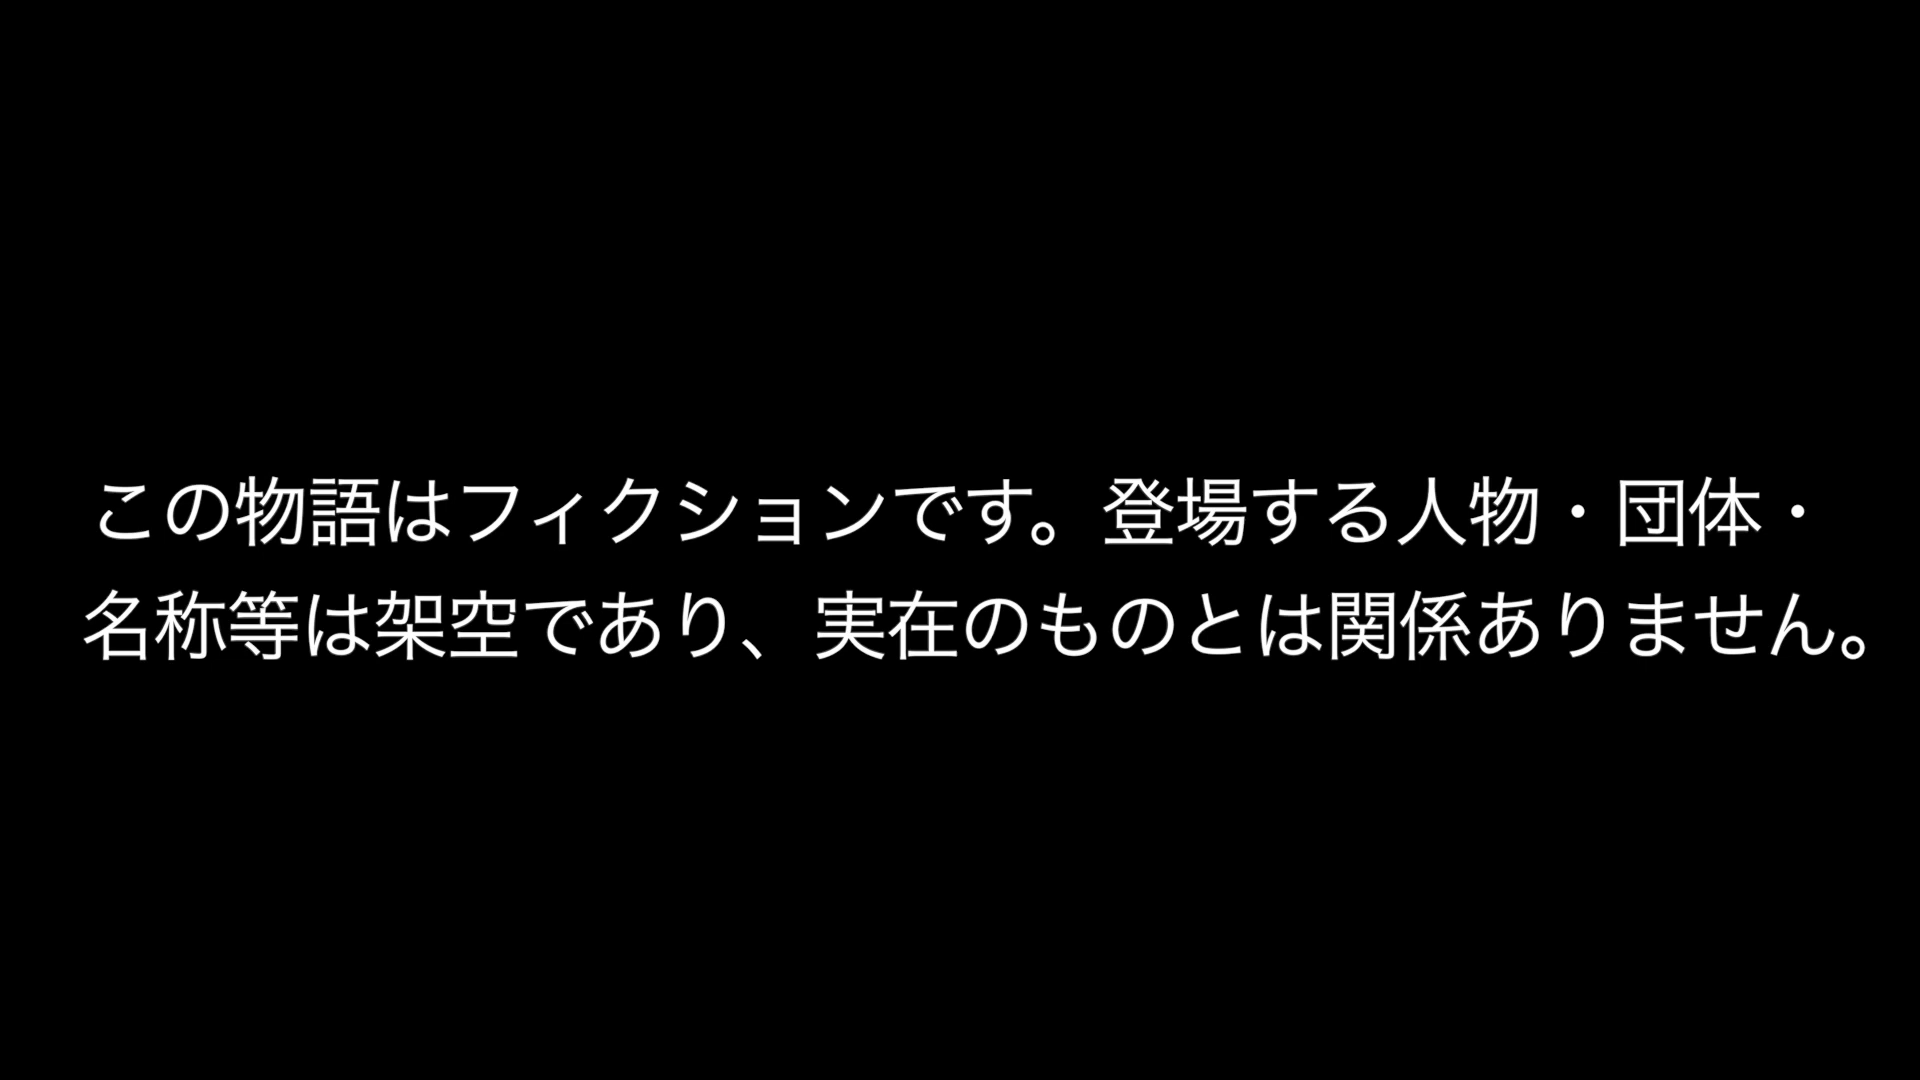 この物語はフィクションです。登場する人物・団体・
名称等は架空であり、実在のものとは関係ありません。